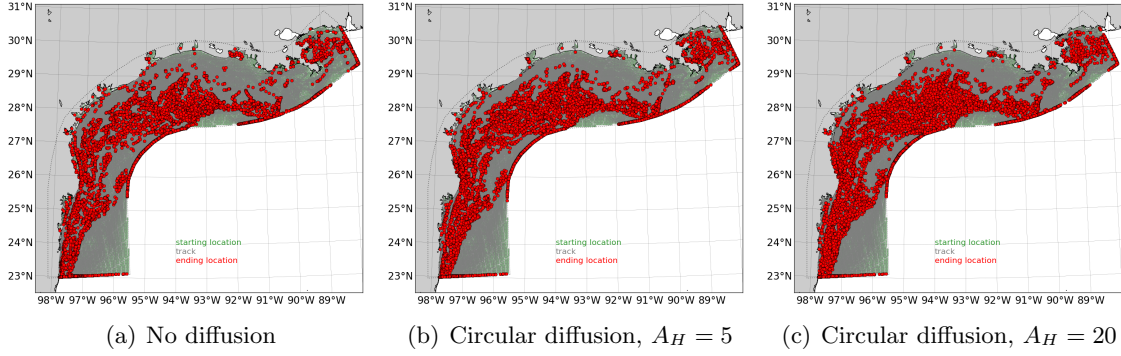 31°N
30°N
29°N
28°N
27°N
26°N
25°N
24°N
23°N
98°W 97°W 96°W 95°W 94°W 93°W 92°W 91°W 90°W 89°W
starting location
track
ending location
(a) No diffusion
31°N
30°N
29°N
28°N
27°N
26°N
25°N
24°N
23°N
98°W 97°W 96°W 95°W 94°W 93°W 92°W 91°W 90°W 89°W
starting location
track
ending location
(b) Circular diffusion, A_H = 5
31°N
30°N
29°N
28°N
27°N
26°N
25°N
24°N
23°N
98°W 97°W 96°W 95°W 94°W 93°W 92°W 91°W 90°W 89°W
starting location
track
ending location
(c) Circular diffusion, A_H = 20